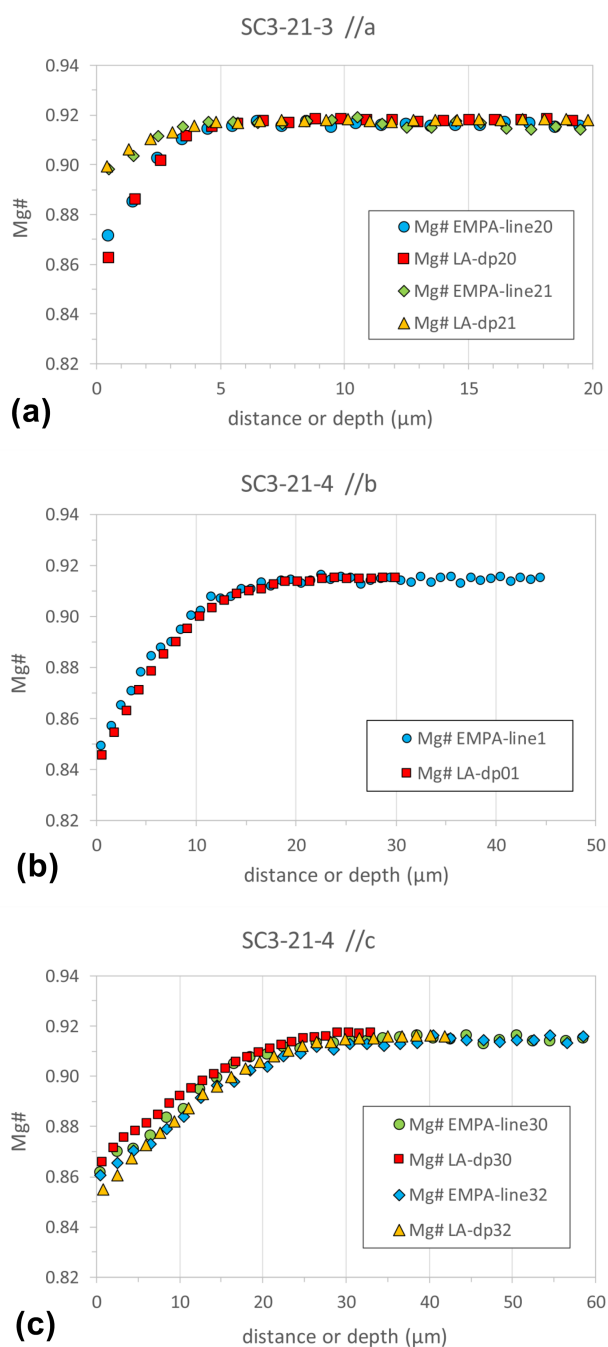 SC3-21-3 //a
0.94
0.92
0.90
0.88
0.86
0.84
0.82
Mg#
Mg# EMPA-line20
Mg# LA-dp20
Mg# EMPA-line21
Mg# LA-dp21
0 5 10 15 20
distance or depth (µm)
(a)
SC3-21-4 //b
0.94
0.92
0.90
0.88
0.86
0.84
0.82
Mg#
Mg# EMPA-line1
Mg# LA-dp01
0 10 20 30 40 50
distance or depth (µm)
(b)
SC3-21-4 //c
0.94
0.92
0.90
0.88
0.86
0.84
0.82
Mg#
Mg# EMPA-line30
Mg# LA-dp30
Mg# EMPA-line32
Mg# LA-dp32
0 10 20 30 40 50 60
distance or depth (µm)
(c)